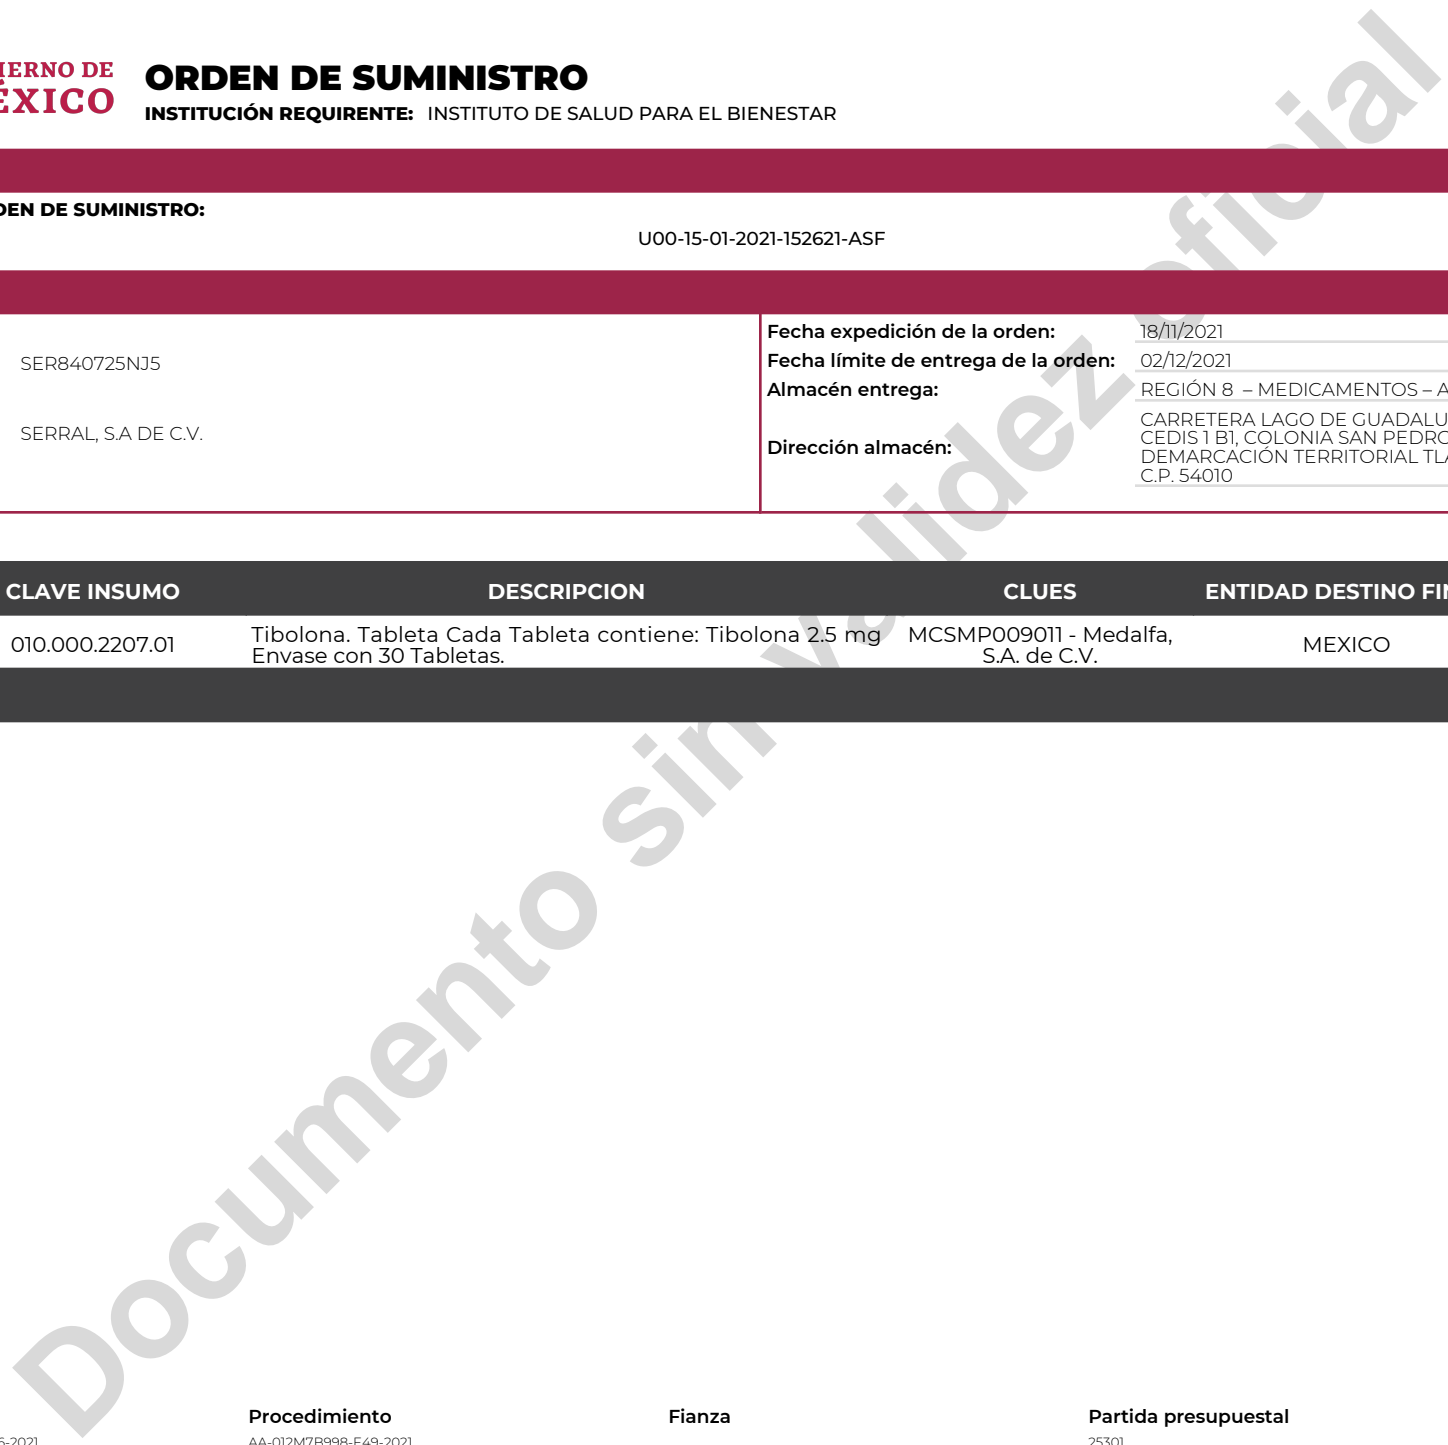 IERNO DE
ÉXICO
ORDEN DE SUMINISTRO
INSTITUCIÓN REQUIRENTE: INSTITUTO DE SALUD PARA EL BIENESTAR
DEN DE SUMINISTRO:
U00-15-01-2021-152621-ASF
SER840725NJ5
SERRAL, S.A DE C.V.
Fecha expedición de la orden: 18/11/2021
Fecha límite de entrega de la orden: 02/12/2021
Almacén entrega: REGIÓN 8 – MEDICAMENTOS – A
Dirección almacén:
CARRETERA LAGO DE GUADALU
CEDIS 1 B1, COLONIA SAN PEDRO
DEMARCACIÓN TERRITORIAL TLA
C.P. 54010
CLAVE INSUMO DESCRIPCION CLUES ENTIDAD DESTINO FIN
010.000.2207.01
Tibolona. Tableta Cada Tableta contiene: Tibolona 2.5 mg
Envase con 30 Tabletas.
MCSMP009011 - Medalfa,
S.A. de C.V.
MEXICO
Documento sin validez oficial
Procedimiento Fianza Partida presupuestal
6-2021 AA-012M7B998-E49-2021 25301